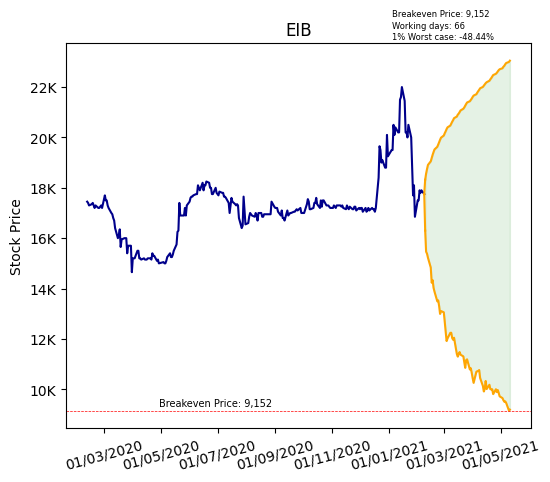 Breakeven Price: 9,152
Working days: 66
1% Worst case: -48.44%
EIB
Stock Price
22K
20K
18K
16K
14K
12K
10K
Breakeven Price: 9,152
01/03/2020
01/05/2020
01/07/2020
01/09/2020
01/11/2020
01/01/2021
01/03/2021
01/05/2021